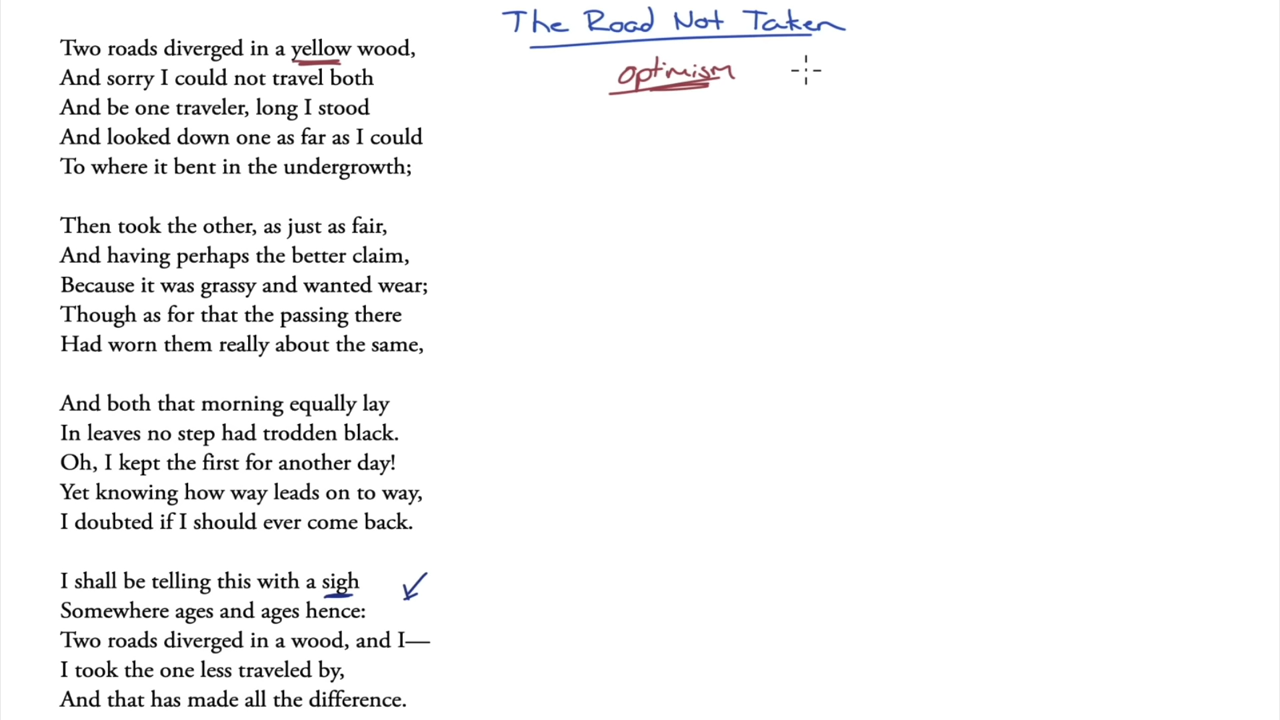 The Road Not Taken
optimism
Two roads diverged in a yellow wood,
And sorry I could not travel both
And be one traveler, long I stood
And looked down one as far as I could
To where it bent in the undergrowth;
Then took the other, as just as fair,
And having perhaps the better claim,
Because it was grassy and wanted wear;
Though as for that the passing there
Had worn them really about the same,
And both that morning equally lay
In leaves no step had trodden black.
Oh, I kept the first for another day!
Yet knowing how way leads on to way,
I doubted if I should ever come back.
I shall be telling this with a sigh
Somewhere ages and ages hence:
Two roads diverged in a wood, and I—
I took the one less traveled by,
And that has made all the difference.